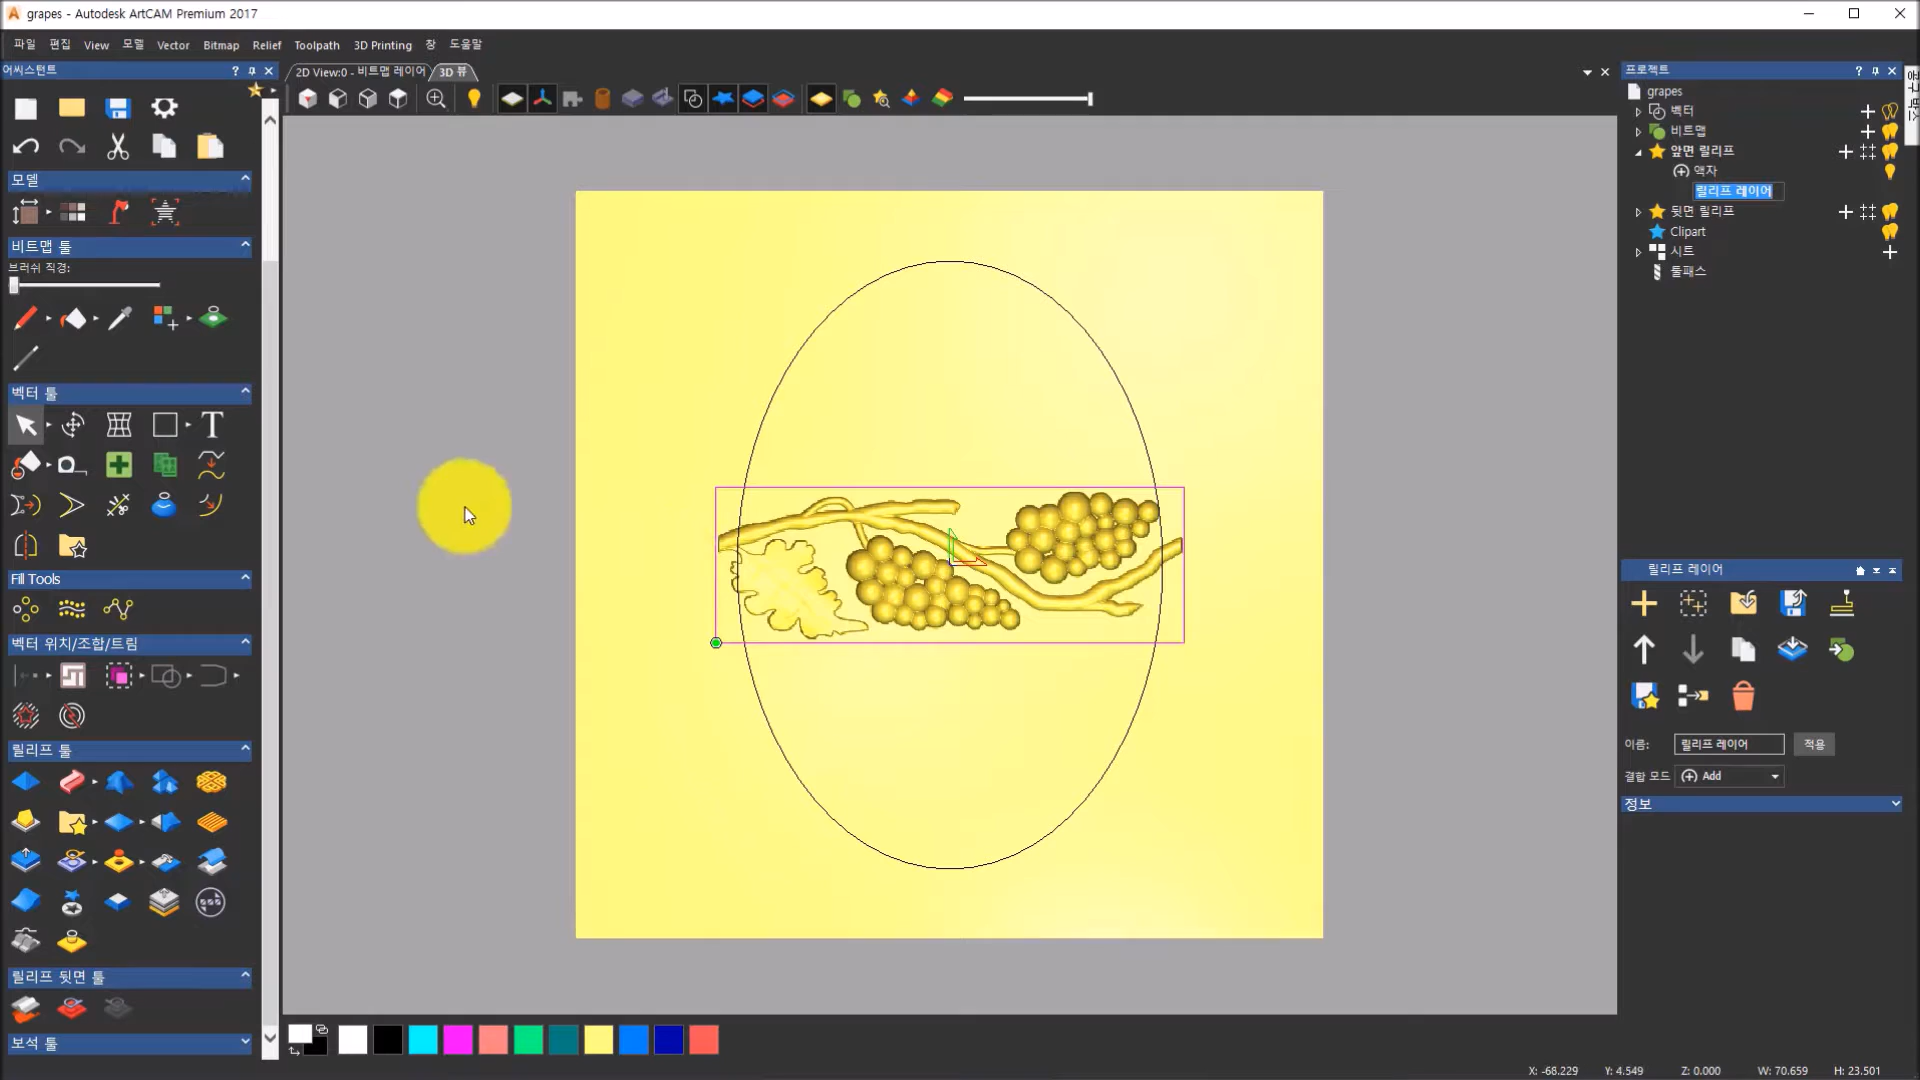 grapes - Autodesk ArtCAM Premium 2017
파일 편집 View 모델 Vector Bitmap Relief Toolpath 3D Printing 창 도움말
어씨스턴트
2D View:0 - 비트맵 레이어
3D 뷰
프로젝트
grapes
벡터
비트맵
앞면 릴리프
액자
릴리프 레이어
뒷면 릴리프
Clipart
시트
툴패스
모델
비트맵 툴
브러쉬 직경:
벡터 툴
T
Fill Tools
벡터 위치/조합/트림
릴리프 툴
릴리프 뒷면 툴
보석 툴
릴리프 레이어
이름: 릴리프 레이어 적용
결합 모드 Add
정보
X: -68.229 Y: 4.549 Z: 0.000 W: 70.659 H: 23.501